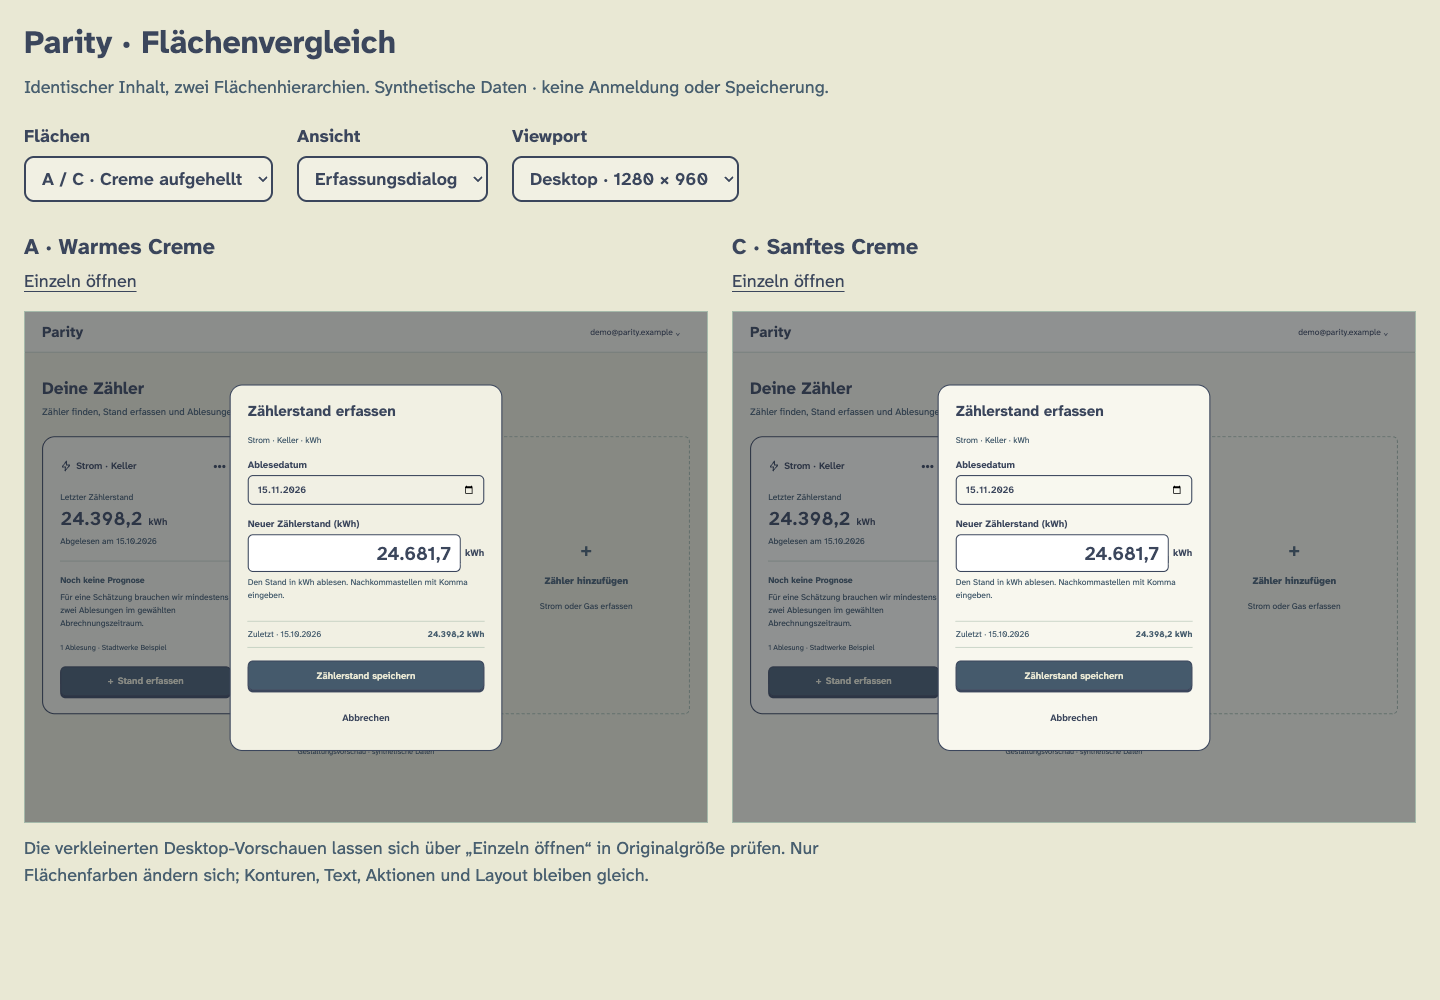 Parity · Flächenvergleich
Identischer Inhalt, zwei Flächenhierarchien. Synthetische Daten · keine Anmeldung oder Speicherung.
Flächen
Ansicht
Viewport
A / C · Creme aufgehellt
Erfassungsdialog
Desktop · 1280 × 960
A · Warmes Creme
Einzeln öffnen
Parity
demo@parity.example
Deine Zähler
Zähler finden, Stand erfassen und Ablesunge
Strom · Keller
Letzter Zählerstand
24.398,2 kWh
Abgelesen am 15.10.2026
Noch keine Prognose
Für eine Schätzung brauchen wir mindestens
zwei Ablesungen im gewählten
Abrechnungszeitraum.
1 Ablesung · Stadtwerke Beispiel
+ Stand erfassen
Zählerstand erfassen
Strom · Keller · kWh
Ablesedatum
15.11.2026
Neuer Zählerstand (kWh)
24.681,7 kWh
Den Stand in kWh ablesen. Nachkommastellen mit Komma
eingeben.
Zuletzt · 15.10.2026 24.398,2 kWh
Zählerstand speichern
Abbrechen
+
Zähler hinzufügen
Strom oder Gas erfassen
Gestaltungsvorschau · synthetische Daten
C · Sanftes Creme
Einzeln öffnen
Parity
demo@parity.example
Deine Zähler
Zähler finden, Stand erfassen und Ablesunge
Strom · Keller
Letzter Zählerstand
24.398,2 kWh
Abgelesen am 15.10.2026
Noch keine Prognose
Für eine Schätzung brauchen wir mindestens
zwei Ablesungen im gewählten
Abrechnungszeitraum.
1 Ablesung · Stadtwerke Beispiel
+ Stand erfassen
Zählerstand erfassen
Strom · Keller · kWh
Ablesedatum
15.11.2026
Neuer Zählerstand (kWh)
24.681,7 kWh
Den Stand in kWh ablesen. Nachkommastellen mit Komma
eingeben.
Zuletzt · 15.10.2026 24.398,2 kWh
Zählerstand speichern
Abbrechen
+
Zähler hinzufügen
Strom oder Gas erfassen
Gestaltungsvorschau · synthetische Daten
Die verkleinerten Desktop-Vorschauen lassen sich über „Einzeln öffnen“ in Originalgröße prüfen. Nur
Flächenfarben ändern sich; Konturen, Text, Aktionen und Layout bleiben gleich.